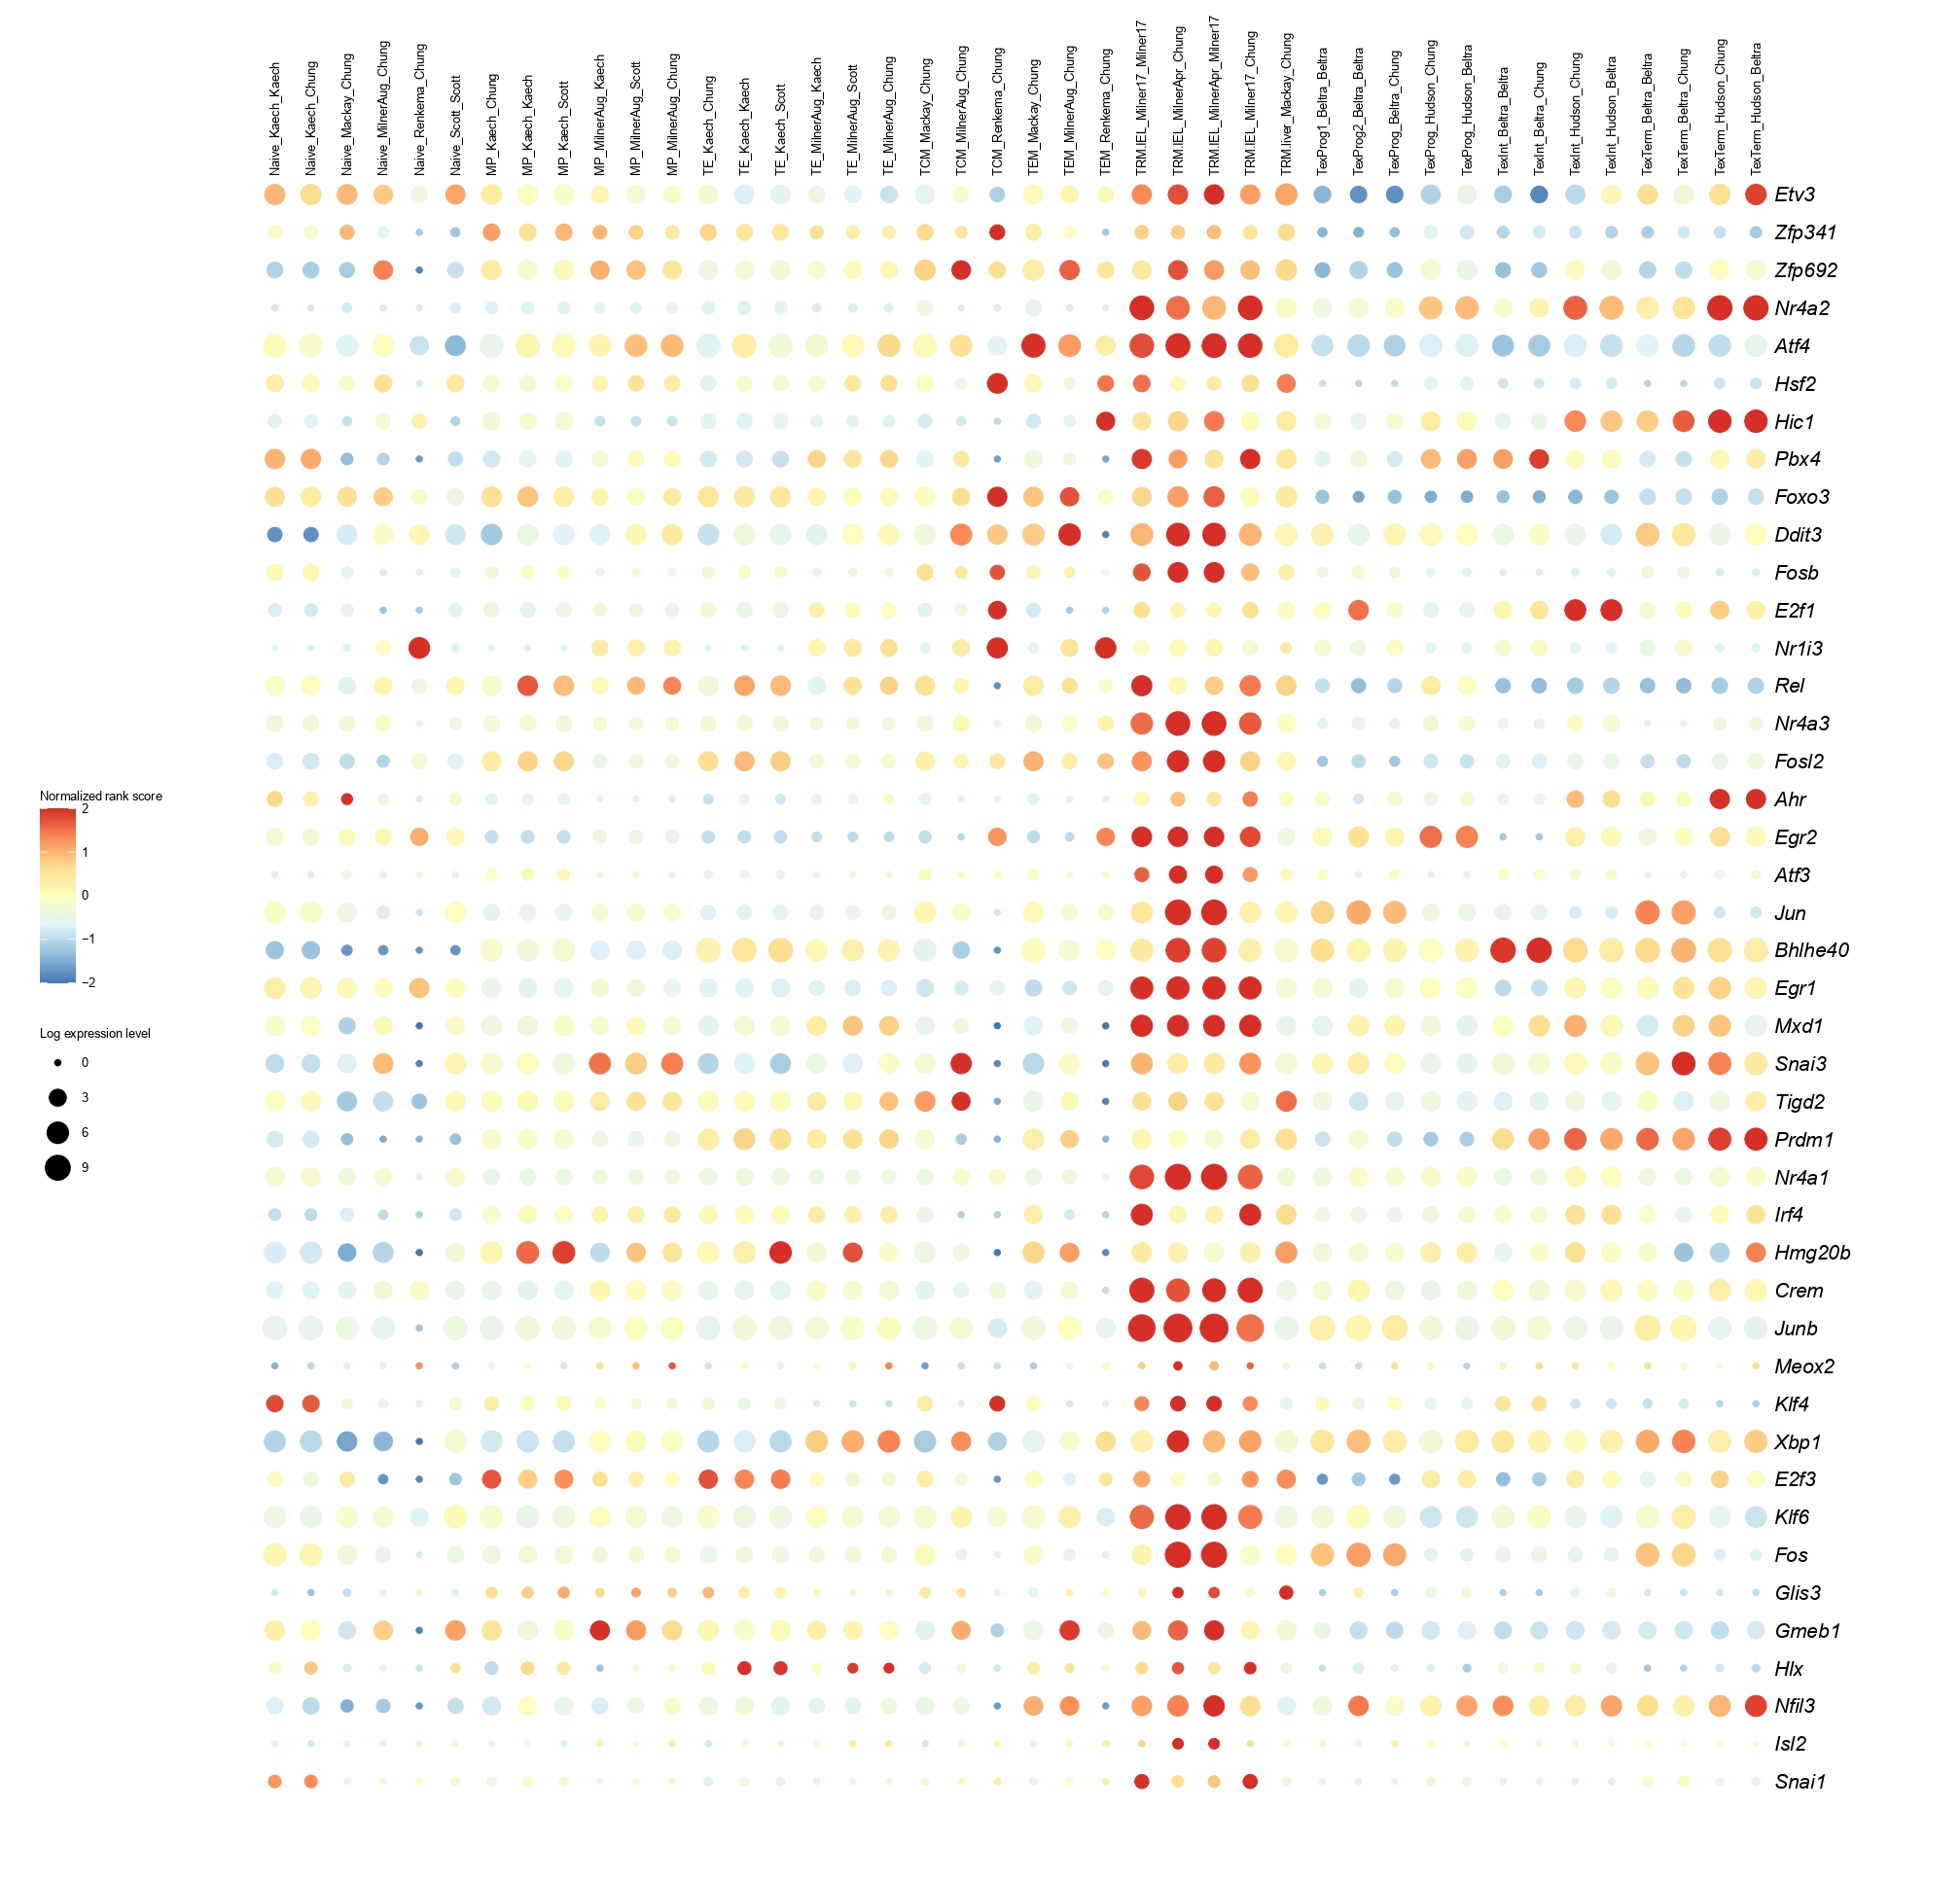 Naive_Kaech_Kaech
Naive_Kaech_Chung
Naive_Mackay_Chung
Naive_MilnerAug_Chung
Naive_Renkema_Chung
Naive_Scott_Scott
MP_Kaech_Chung
MP_Kaech_Kaech
MP_Kaech_Scott
MP_MilnerAug_Kaech
MP_MilnerAug_Scott
MP_MilnerAug_Chung
TE_Kaech_Chung
TE_Kaech_Kaech
TE_Kaech_Scott
TE_MilnerAug_Kaech
TE_MilnerAug_Scott
TE_MilnerAug_Chung
TCM_Mackay_Chung
TCM_MilnerAug_Chung
TCM_Renkema_Chung
TEM_Mackay_Chung
TEM_MilnerAug_Chung
TEM_Renkema_Chung
TRM.IEL_Milner17_Milner17
TRM.IEL_MilnerApr_Chung
TRM.IEL_MilnerApr_Milner17
TRM.IEL_Milner17_Chung
TRM.liver_Mackay_Chung
TexProg1_Beltra_Beltra
TexProg2_Beltra_Beltra
TexProg_Beltra_Chung
TexProg_Hudson_Chung
TexProg_Hudson_Beltra
TexInt_Beltra_Beltra
TexInt_Beltra_Chung
TexInt_Hudson_Chung
TexInt_Hudson_Beltra
TexTerm_Beltra_Beltra
TexTerm_Beltra_Chung
TexTerm_Hudson_Chung
TexTerm_Hudson_Beltra
Etv3
Zfp341
Zfp692
Nr4a2
Atf4
Hsf2
Hic1
Pbx4
Foxo3
Ddit3
Fosb
E2f1
Nr1i3
Rel
Nr4a3
Fosl2
Ahr
Egr2
Atf3
Jun
Bhlhe40
Egr1
Mxd1
Snai3
Tigd2
Prdm1
Nr4a1
Irf4
Hmg20b
Crem
Junb
Meox2
Klf4
Xbp1
E2f3
Klf6
Fos
Glis3
Gmeb1
Hlx
Nfil3
Isl2
Snai1
Normalized rank score
2
1
0
−1
−2
Log expression level
0
3
6
9